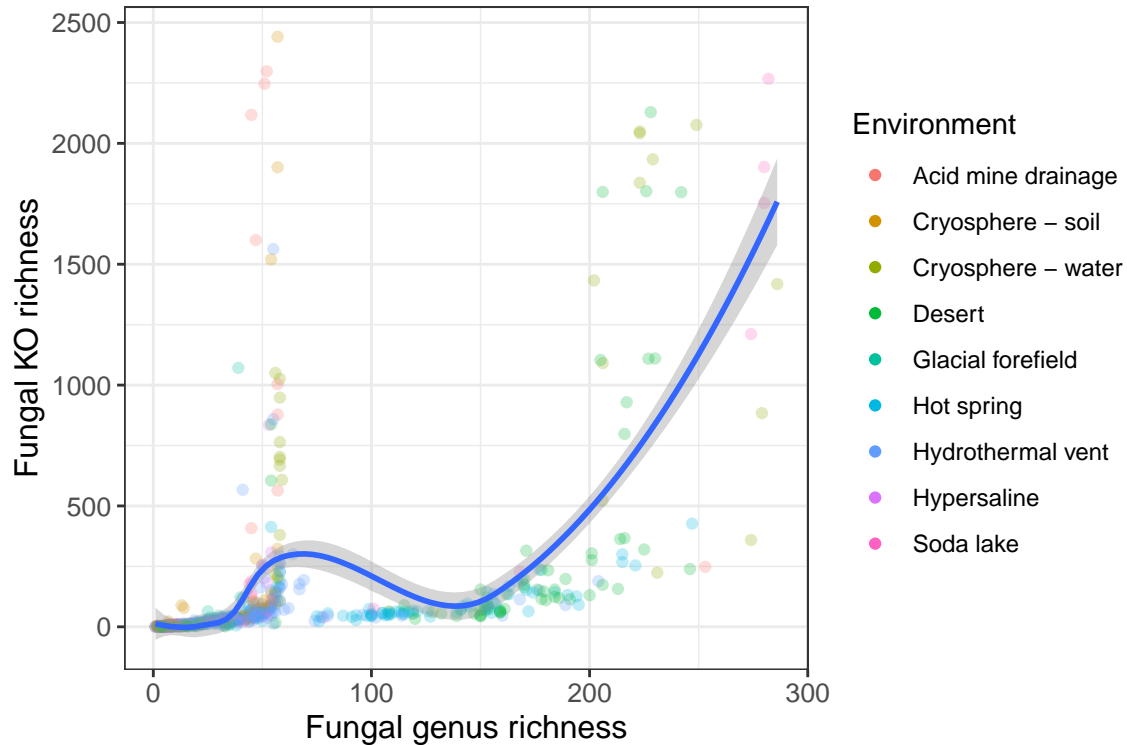 2500
2000
1500
1000
500
0
Fungal KO richness
0 100 200 300
Fungal genus richness
Environment
Acid mine drainage
Cryosphere − soil
Cryosphere − water
Desert
Glacial forefield
Hot spring
Hydrothermal vent
Hypersaline
Soda lake